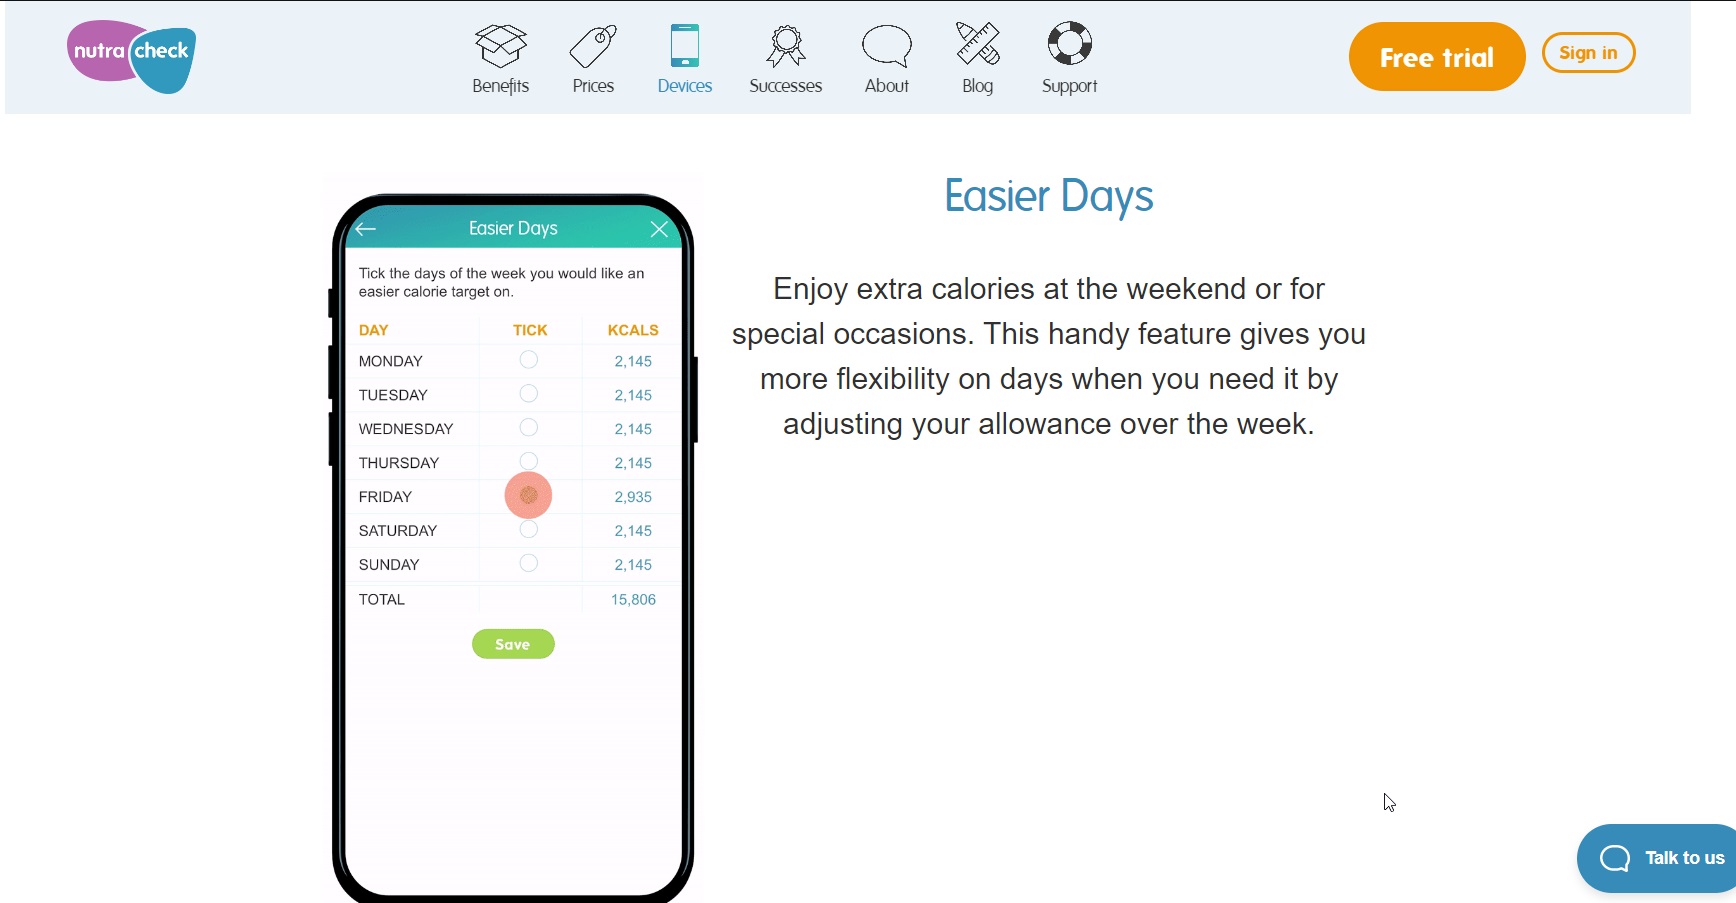 nutra check
Benefits
Prices
Devices
Successes
About
Blog
Support
Free trial
Sign in
Easier Days
Tick the days of the week you would like an
easier calorie target on.
DAY TICK KCALS
MONDAY 2,145
TUESDAY 2,145
WEDNESDAY 2,145
THURSDAY 2,145
FRIDAY 2,935
SATURDAY 2,145
SUNDAY 2,145
TOTAL 15,806
Save
Easier Days
Enjoy extra calories at the weekend or for
special occasions. This handy feature gives you
more flexibility on days when you need it by
adjusting your allowance over the week.
Talk to us